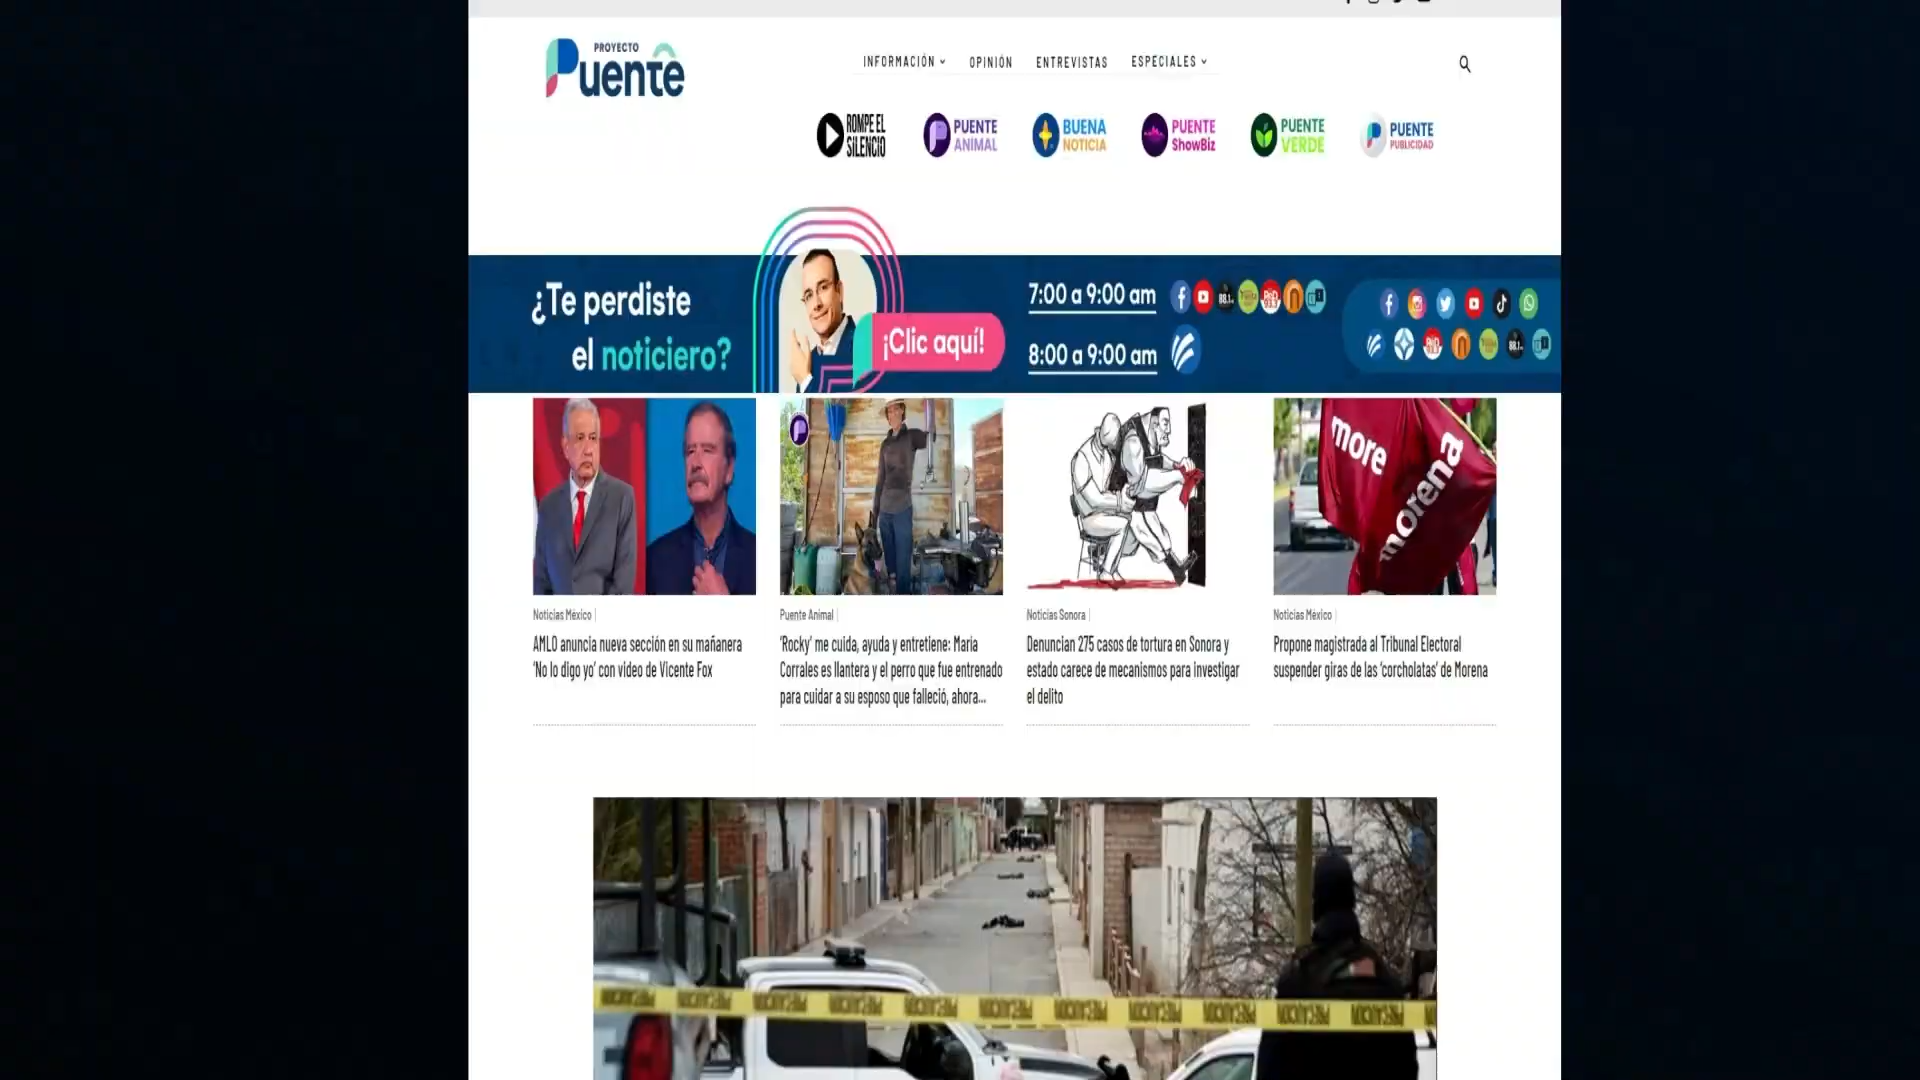 PROYECTO
Puente
INFORMACIÓN
OPINIÓN
ENTREVISTAS
ESPECIALES
ROMPE EL
SILENCIO
PUENTE
ANIMAL
BUENA
NOTICIA
PUENTE
ShowBiz
PUENTE
VERDE
PUENTE
PUBLICIDAD
¿Te perdiste
el noticiero?
¡Clic aquí!
7:00 a 9:00 am
8:00 a 9:00 am
more
morena
Noticias México
AMLO anuncia nueva sección en su mañanera
'No lo digo yo' con video de Vicente Fox
Puente Animal
'Rocky' me cuida, ayuda y entretiene: María
Corrales es llantera y el perro que fue entrenado
para cuidar a su esposo que falleció, ahora...
Noticias Sonora
Denuncian 275 casos de tortura en Sonora y
estado carece de mecanismos para investigar
el delito
Noticias México
Propone magistrada al Tribunal Electoral
suspender giras de las 'corcholatas' de Morena